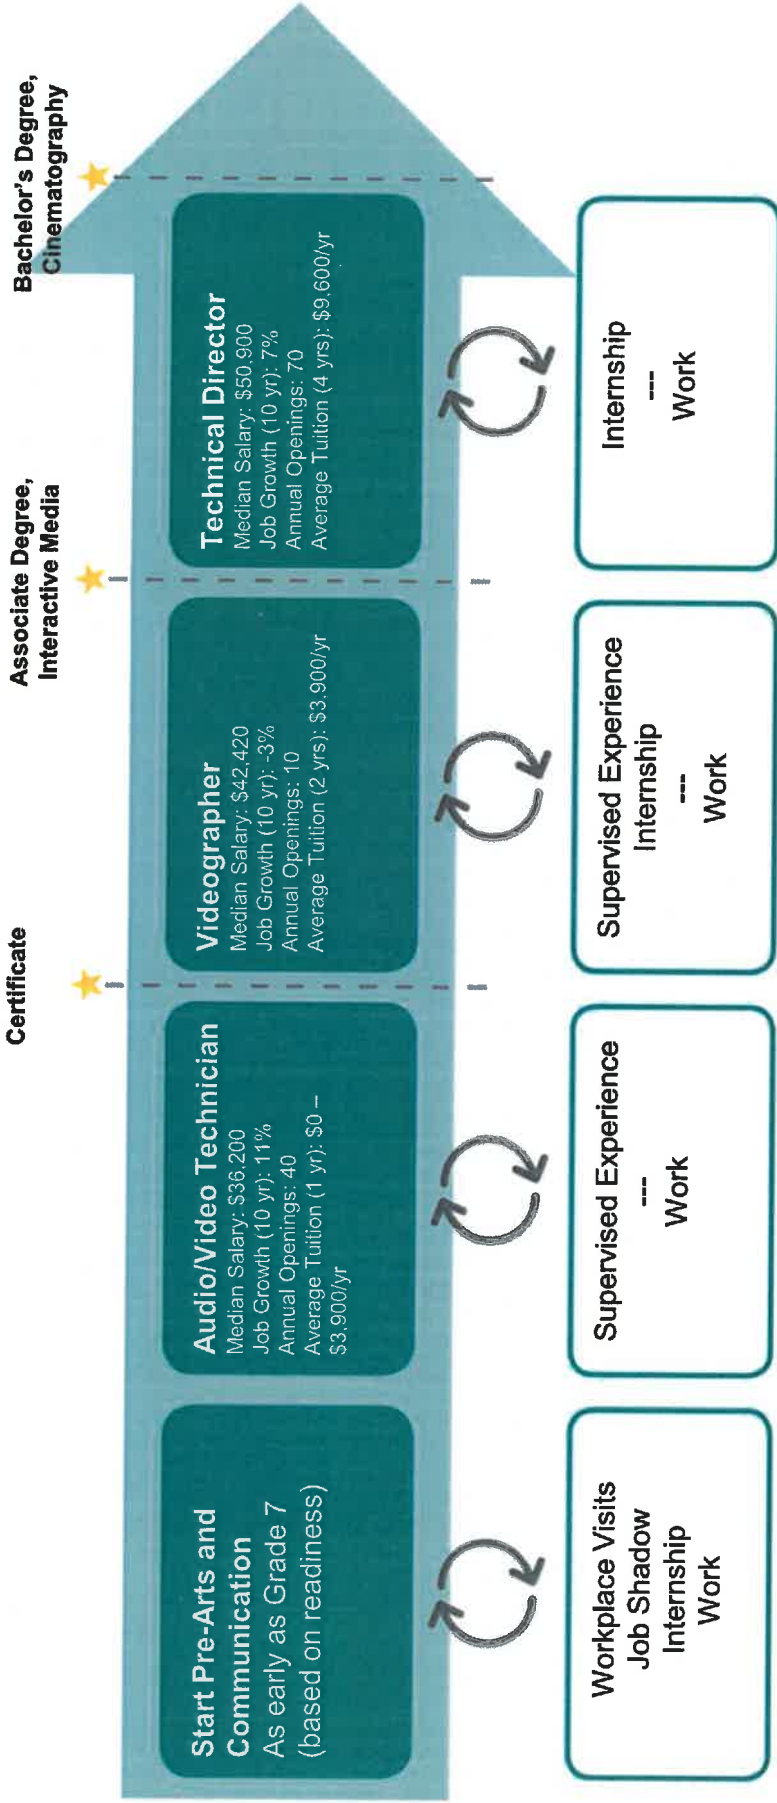 Certificate
Associate Degree,
Interactive Media
Bachelor's Degree,
Cinematography
Start Pre-Arts and
Communication
As early as Grade 7
(based on readiness)
Audio/Video Technician
Median Salary: $36,200
Job Growth (10 yr): 11%
Annual Openings: 40
Average Tuition (1 yr): $0 –
$3,900/yr
Videographer
Median Salary: $42,420
Job Growth (10 yr): -3%
Annual Openings: 10
Average Tuition (2 yrs): $3,900/yr
Technical Director
Median Salary: $50,900
Job Growth (10 yr): 7%
Annual Openings: 70
Average Tuition (4 yrs): $9,600/yr
Workplace Visits
Job Shadow
Internship
Work
Supervised Experience
---
Work
Supervised Experience
Internship
---
Work
Internship
---
Work